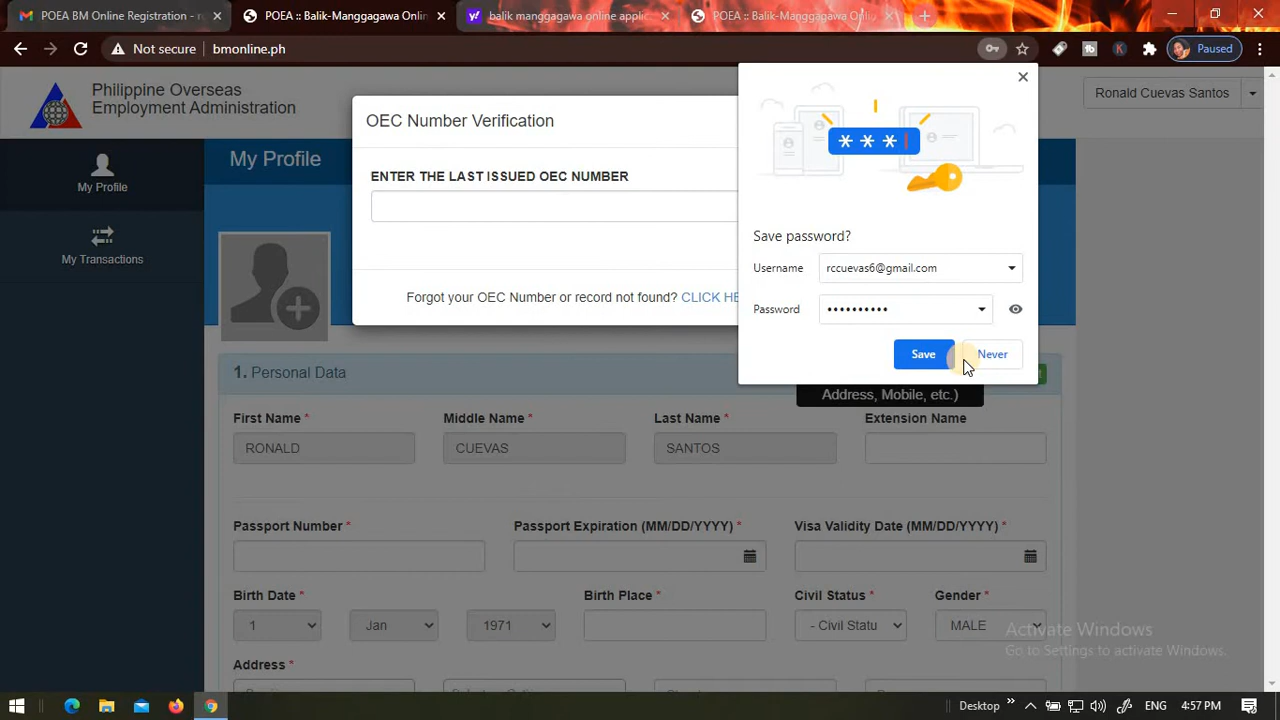 POEA BMOnline Registration - r
POEA :: Balik-Manggagawa Online
balik manggagawa online applic
POEA :: Balik-Manggagawa Onlin
Not secure
bmonline.ph
Paused
Philippine Overseas
Employment Administration
Ronald Cuevas Santos
My Profile
My Transactions
My Profile
OEC Number Verification
ENTER THE LAST ISSUED OEC NUMBER
Forgot your OEC Number or record not found? CLICK HE
Save password?
Username
rccuevas6@gmail.com
Password
Save
Never
Address, Mobile, etc.)
1. Personal Data
First Name *
Middle Name *
Last Name *
Extension Name
RONALD
CUEVAS
SANTOS
Passport Number *
Passport Expiration (MM/DD/YYYY) *
Visa Validity Date (MM/DD/YYYY) *
Birth Date *
Birth Place *
Civil Status *
Gender *
1
Jan
1971
- Civil Statu
MALE
Address *
Activate Windows
Go to Settings to activate Windows.
Desktop
ENG
4:57 PM